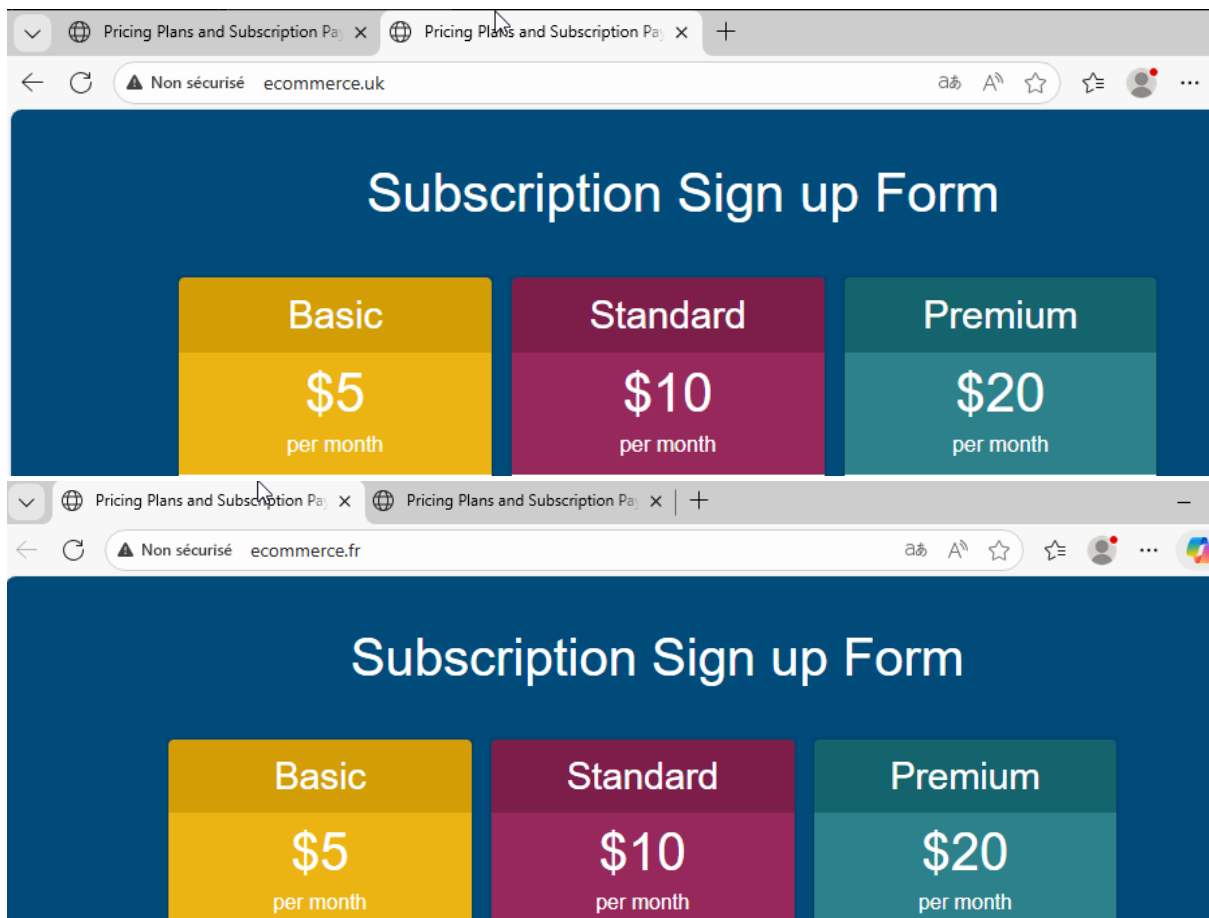 Pricing Plans and Subscription Pa Pricing Plans and Subscription Pa
Non sécurisé ecommerce.uk
Subscription Sign up Form
Basic Standard Premium
$5 $10 $20
per month per month per month
Pricing Plans and Subscription Pa Pricing Plans and Subscription Pa
Non sécurisé ecommerce.fr
Subscription Sign up Form
Basic Standard Premium
$5 $10 $20
per month per month per month